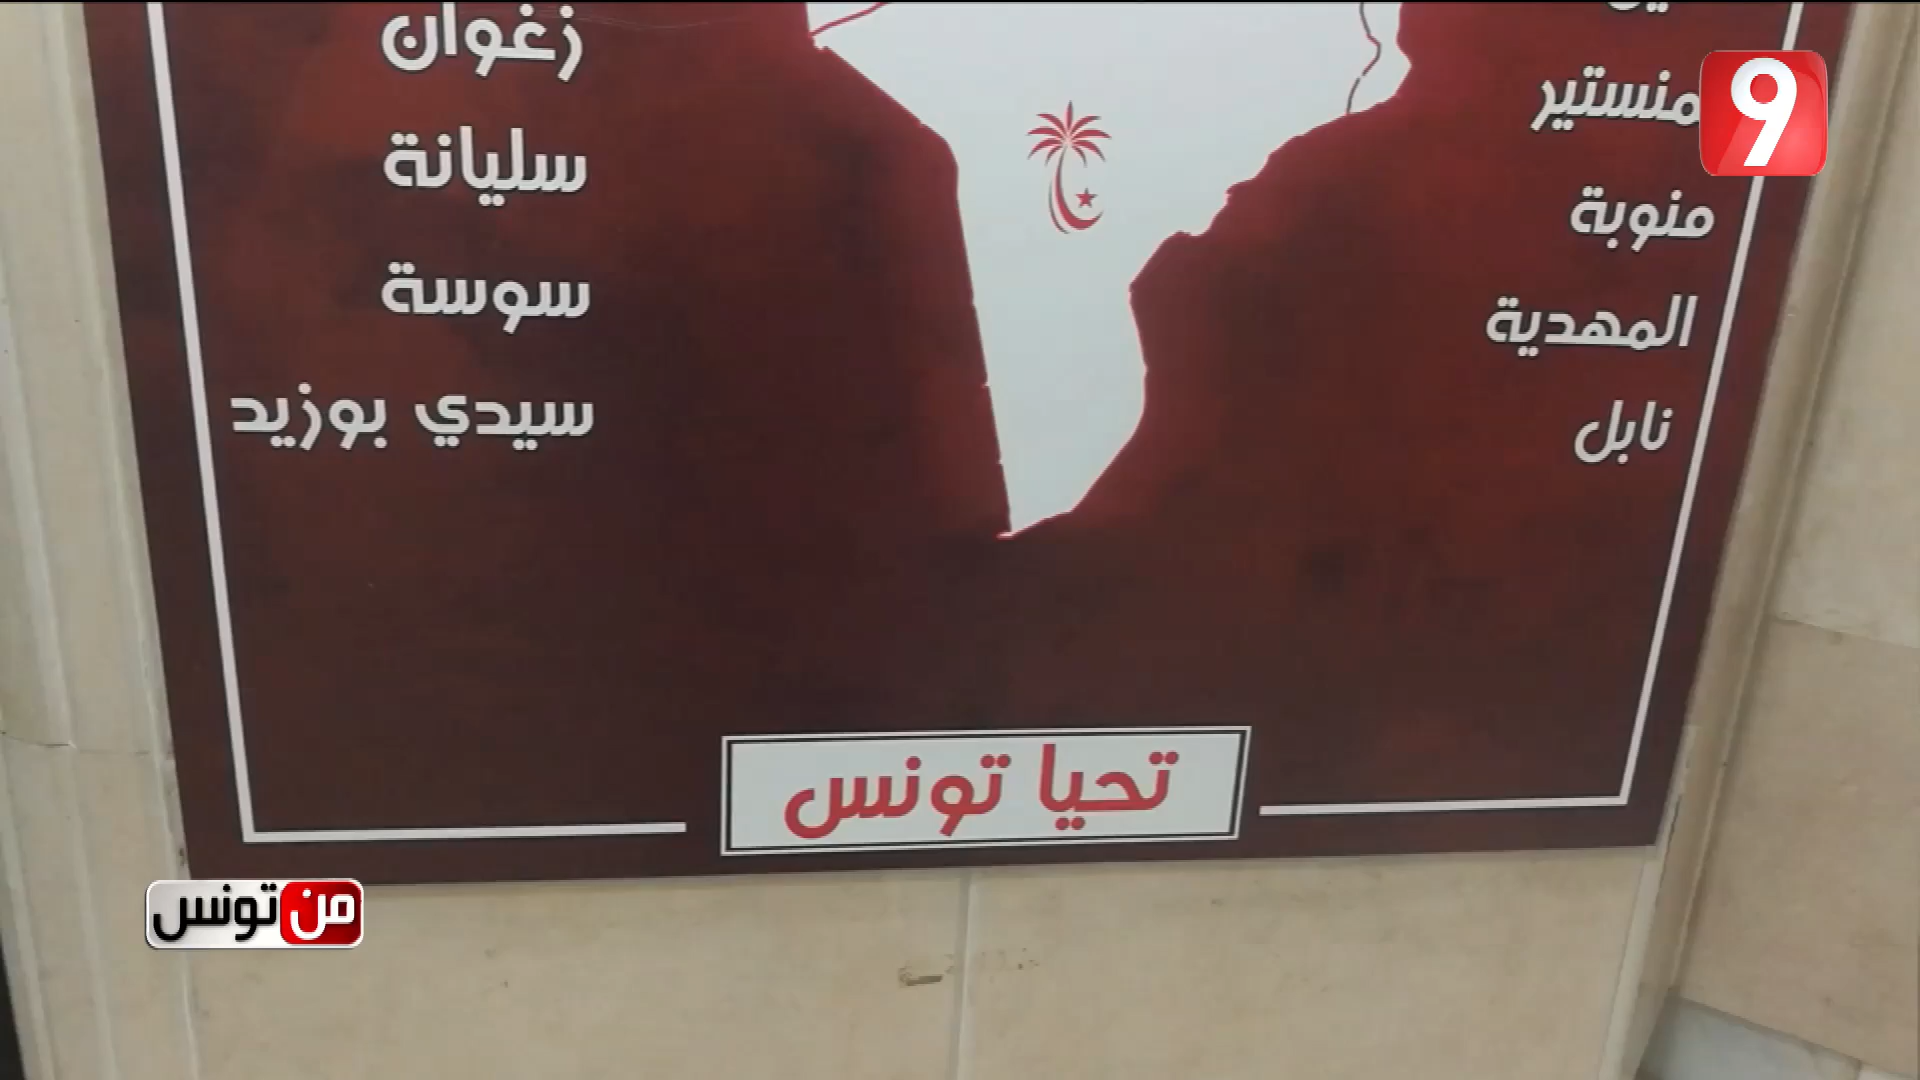 9
منستير
منوبة
المهدية
نابل
زغوان
سليانة
سوسة
سيدي بوزيد
تحيا تونس
من تونس